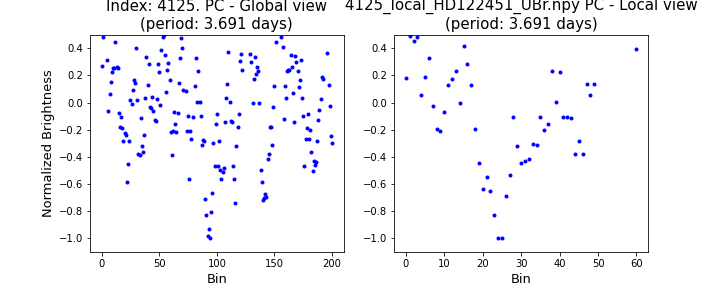 Index: 4125. PC - Global view
(period: 3.691 days)
4125_local_HD122451_UBr.npy PC - Local view
(period: 3.691 days)
Normalized Brightness
0.4
0.2
0.0
−0.2
−0.4
−0.6
−0.8
−1.0
0 50 100 150 200
Bin
0.4
0.2
0.0
−0.2
−0.4
−0.6
−0.8
−1.0
0 10 20 30 40 50 60
Bin